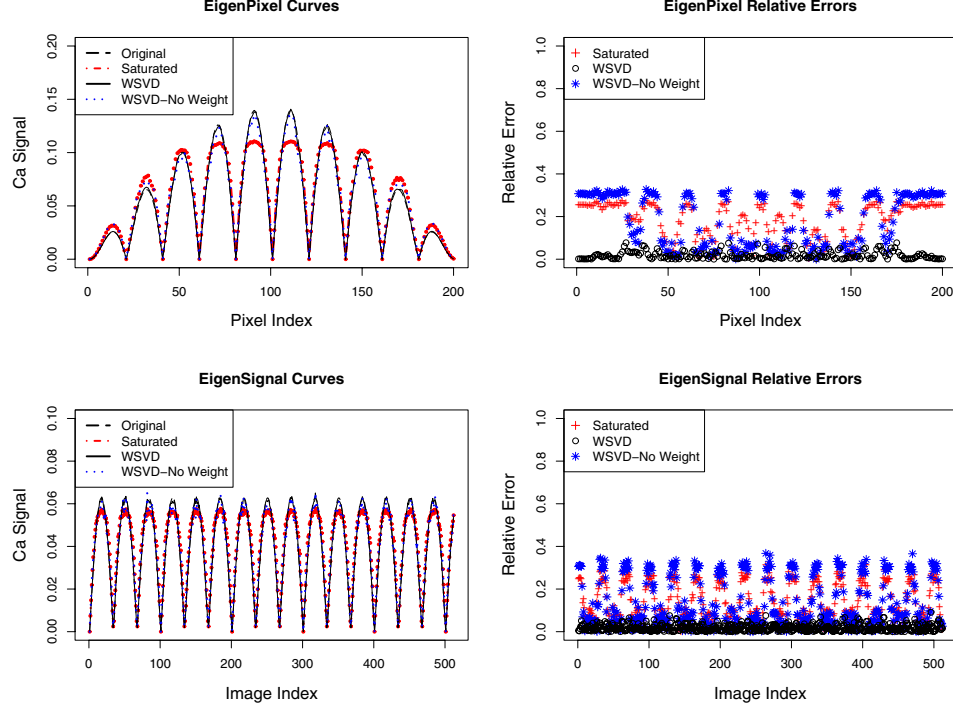 EigenPixel Curves
0.20
0.15
0.10
0.05
0.00
Ca Signal
Original
Saturated
WSVD
WSVD−No Weight
0 50 100 150 200
Pixel Index
EigenPixel Relative Errors
1.0
0.8
0.6
0.4
0.2
0.0
Relative Error
Saturated
WSVD
WSVD−No Weight
0 50 100 150 200
Pixel Index
EigenSignal Curves
0.10
0.08
0.06
0.04
0.02
0.00
Ca Signal
Original
Saturated
WSVD
WSVD−No Weight
0 100 200 300 400 500
Image Index
EigenSignal Relative Errors
1.0
0.8
0.6
0.4
0.2
0.0
Relative Error
Saturated
WSVD
WSVD−No Weight
0 100 200 300 400 500
Image Index